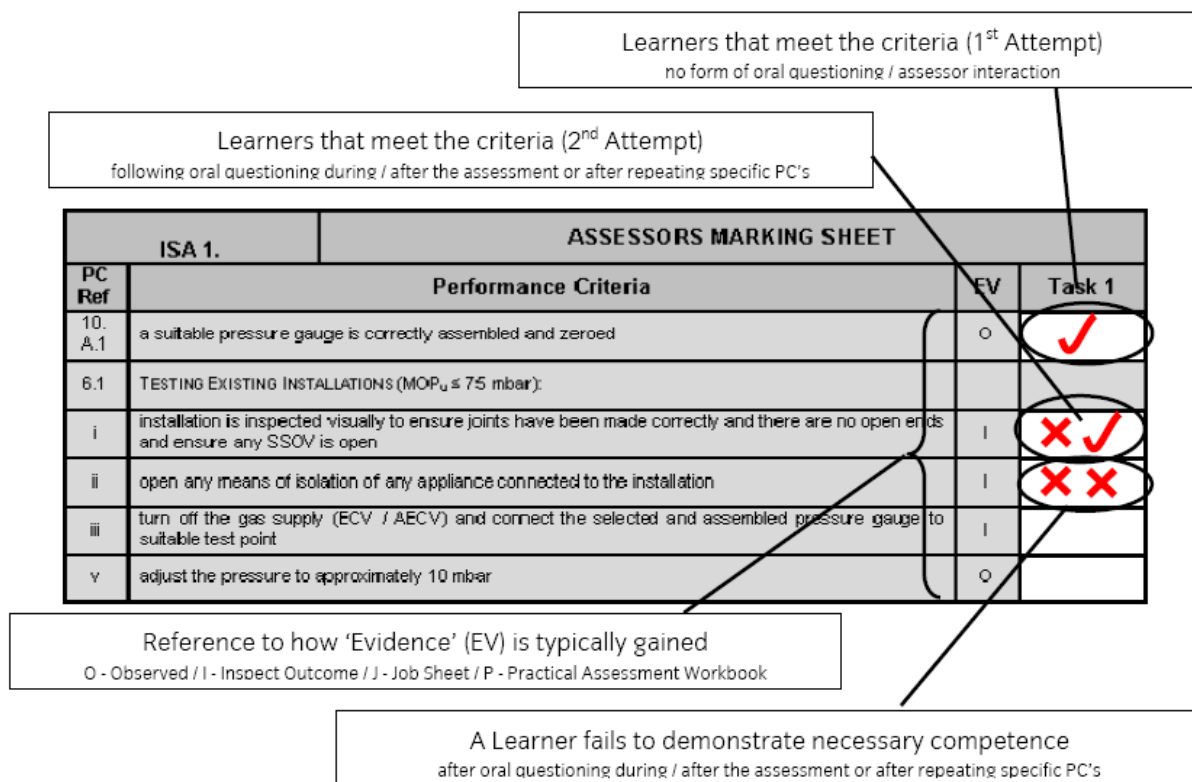 Learners that meet the criteria (1st Attempt)
no form of oral questioning / assessor interaction
Learners that meet the criteria (2nd Attempt)
following oral questioning during / after the assessment or after repeating specific PC's
ISA 1.
ASSESSORS MARKING SHEET
PC Ref
Performance Criteria
EV
Task 1
10. A.1
a suitable pressure gauge is correctly assembled and zeroed
O
✓
6.1
TESTING EXISTING INSTALLATIONS (MOPu ≤ 75 mbar):
i
installation is inspected visually to ensure joints have been made correctly and there are no open ends
and ensure any SSOV is open
I
✕ ✓
ii
open any means of isolation of any appliance connected to the installation
I
✕ ✕
iii
turn off the gas supply (ECV / AECV) and connect the selected and assembled pressure gauge to
suitable test point
I
v
adjust the pressure to approximately 10 mbar
O
Reference to how 'Evidence' (EV) is typically gained
O - Observed / I - Inspect Outcome / J - Job Sheet / P - Practical Assessment Workbook
A Learner fails to demonstrate necessary competence
after oral questioning during / after the assessment or after repeating specific PC's